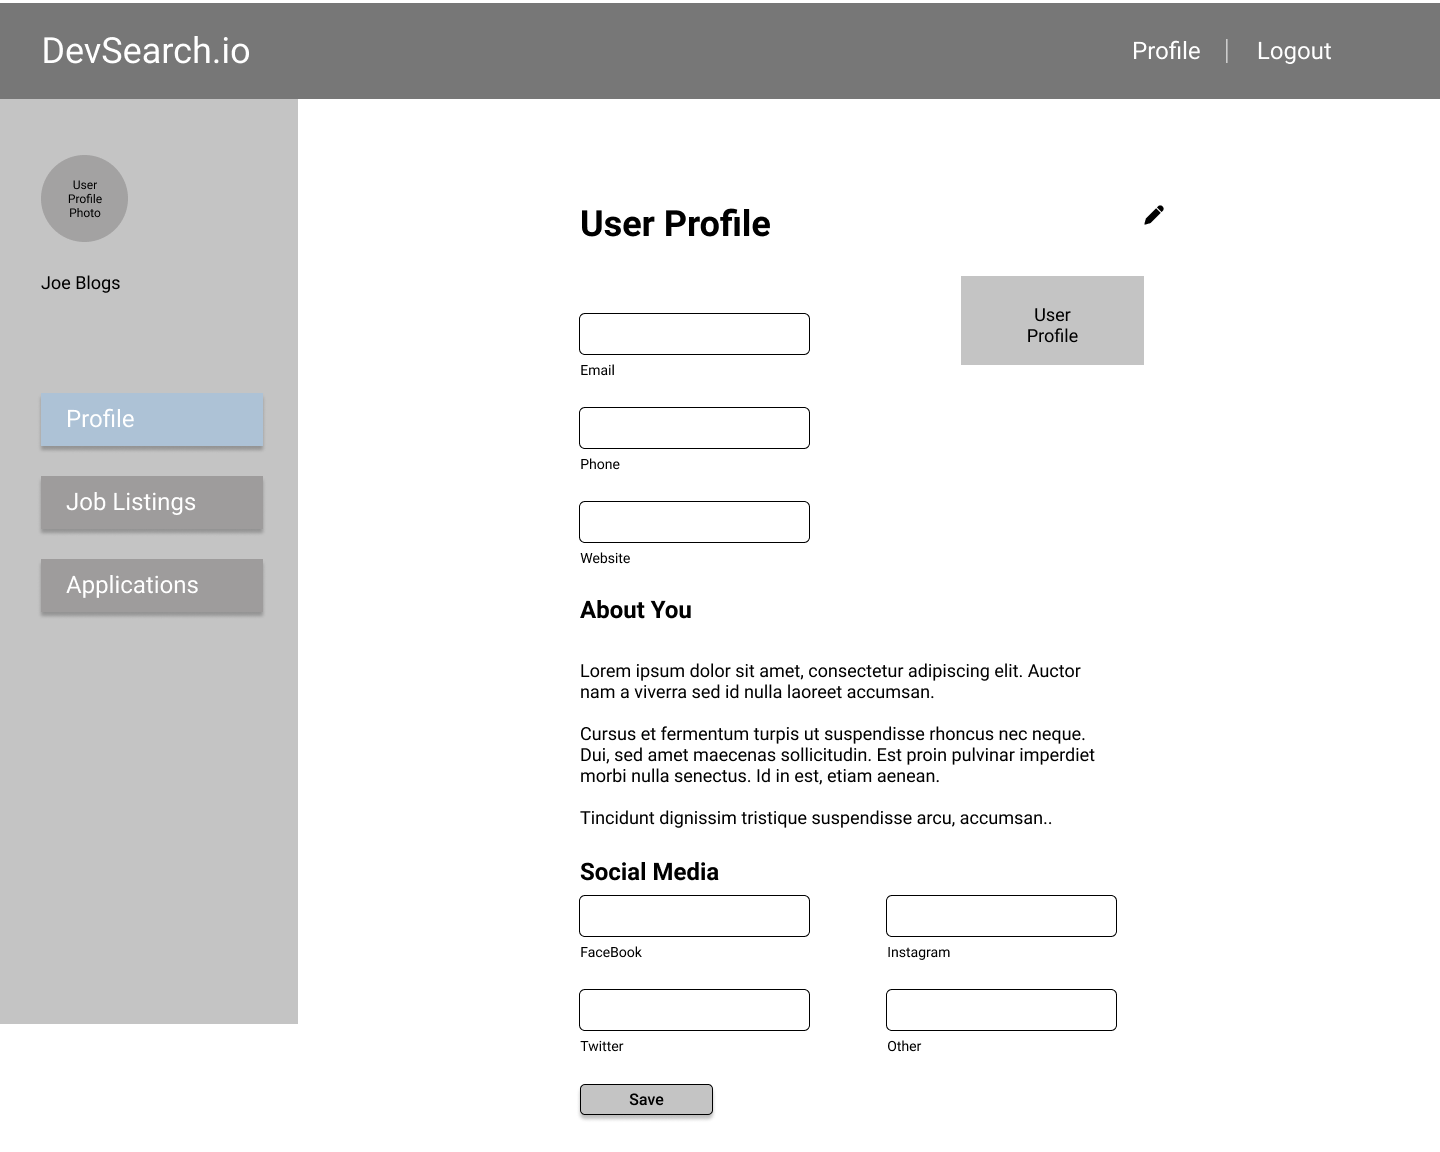 DevSearch.io
Profile
Logout
User
Profile
Photo
Joe Blogs
Profile
Job Listings
Applications
User Profile
User
Profile
Email
Phone
Website
About You
Lorem ipsum dolor sit amet, consectetur adipiscing elit. Auctor
nam a viverra sed id nulla laoreet accumsan.
Cursus et fermentum turpis ut suspendisse rhoncus nec neque.
Dui, sed amet maecenas sollicitudin. Est proin pulvinar imperdiet
morbi nulla senectus. Id in est, etiam aenean.
Tincidunt dignissim tristique suspendisse arcu, accumsan..
Social Media
FaceBook
Instagram
Twitter
Other
Save